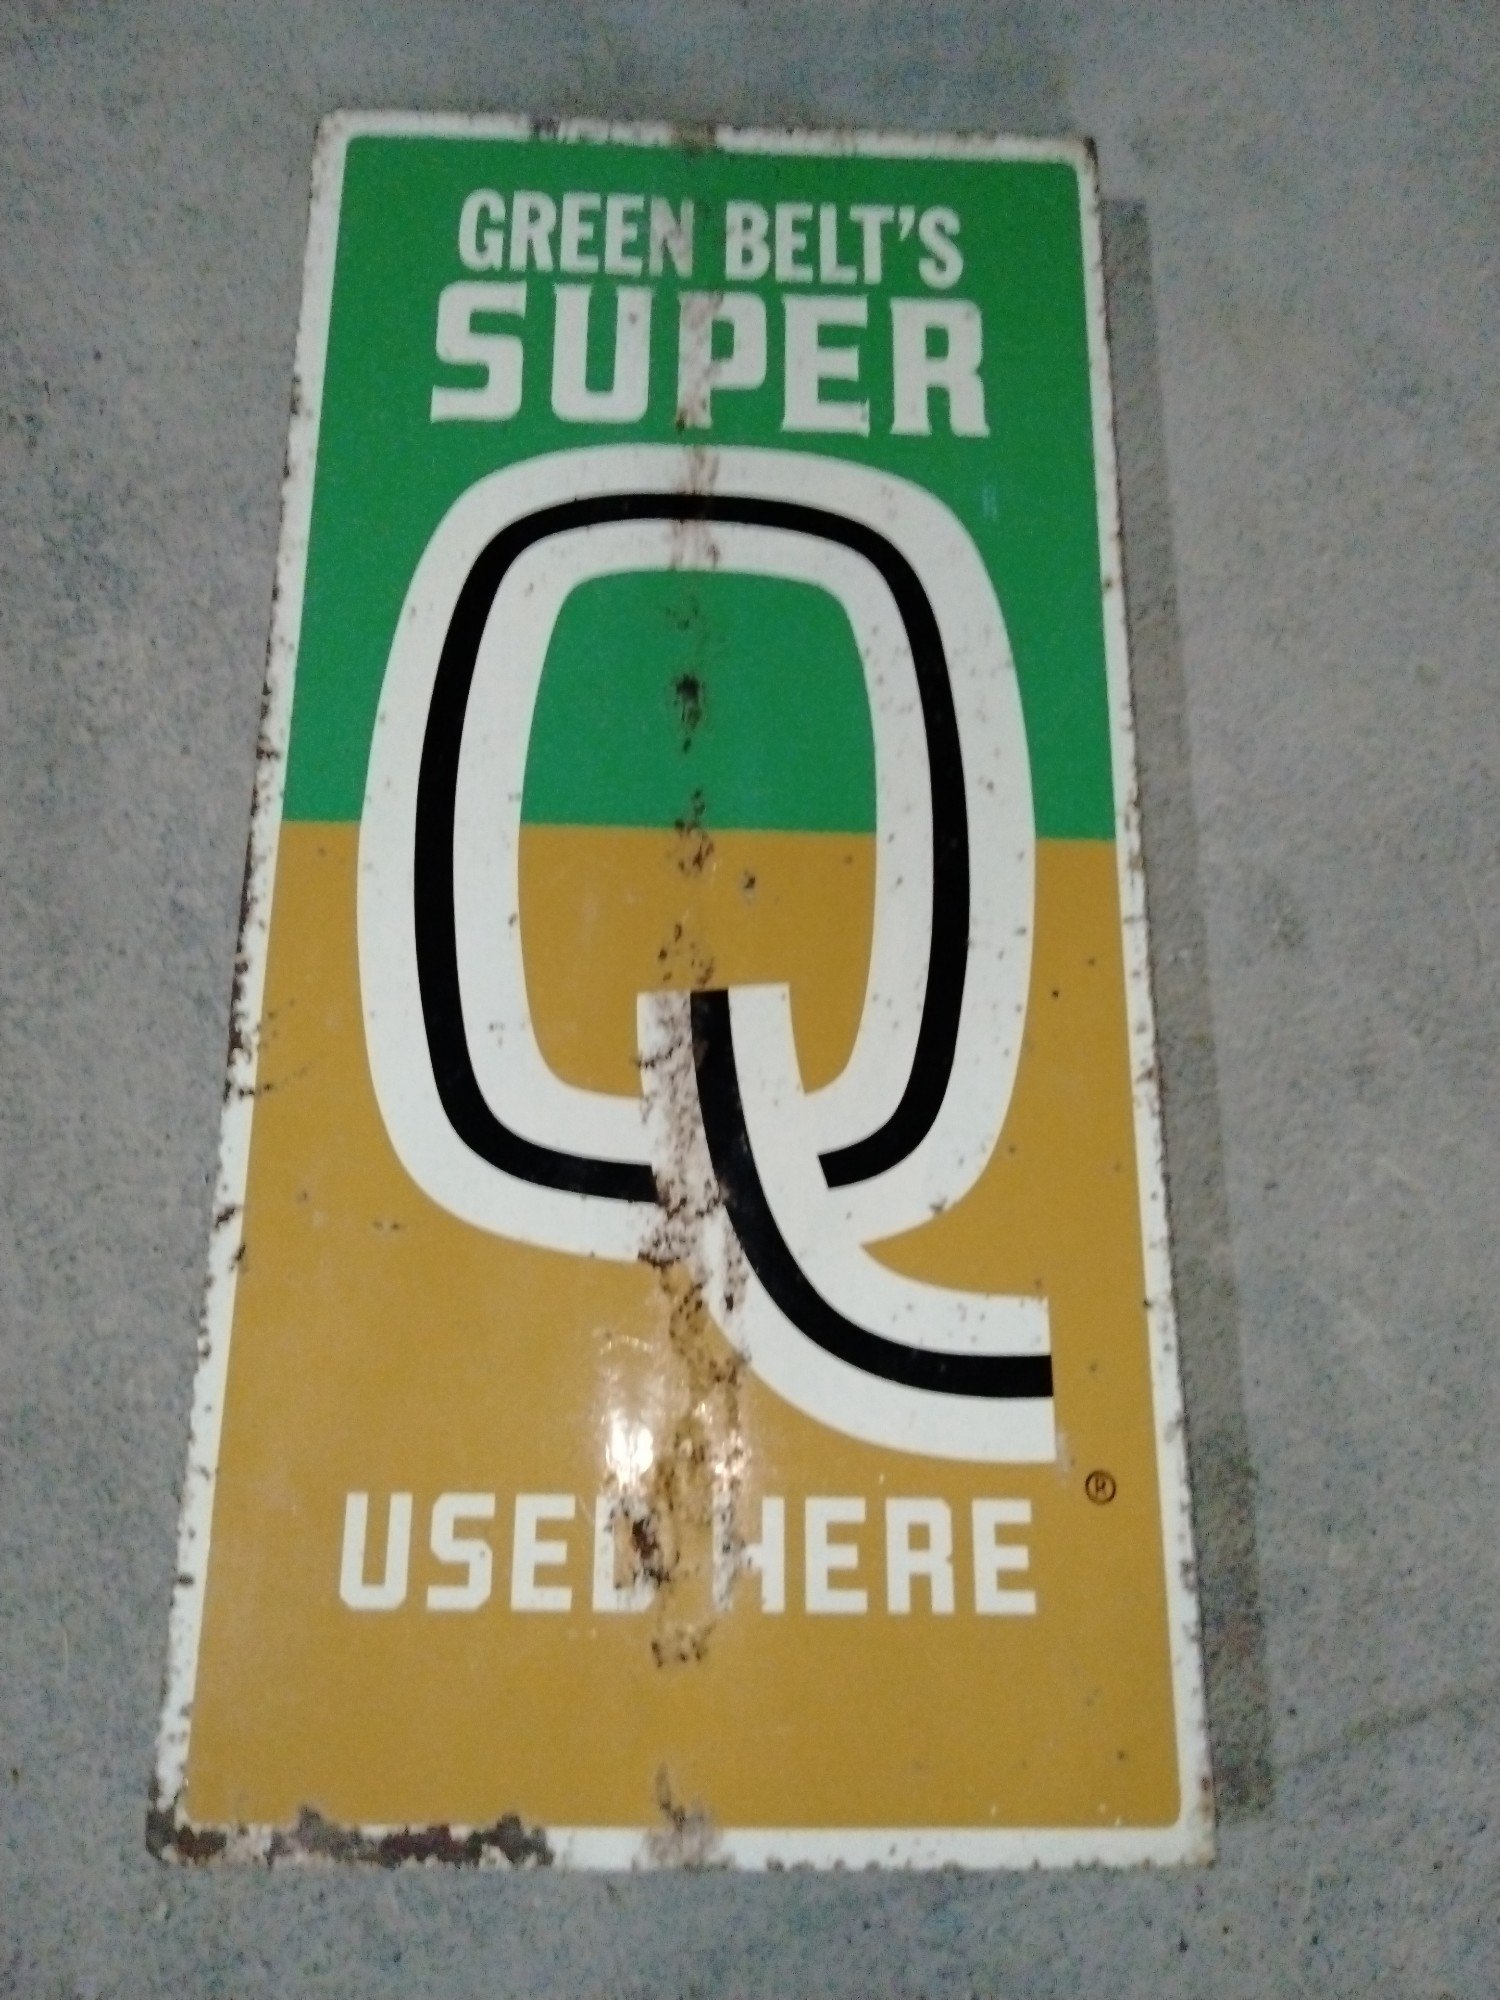 GREEN BELT'S
SUPER
Q
®
USED HERE